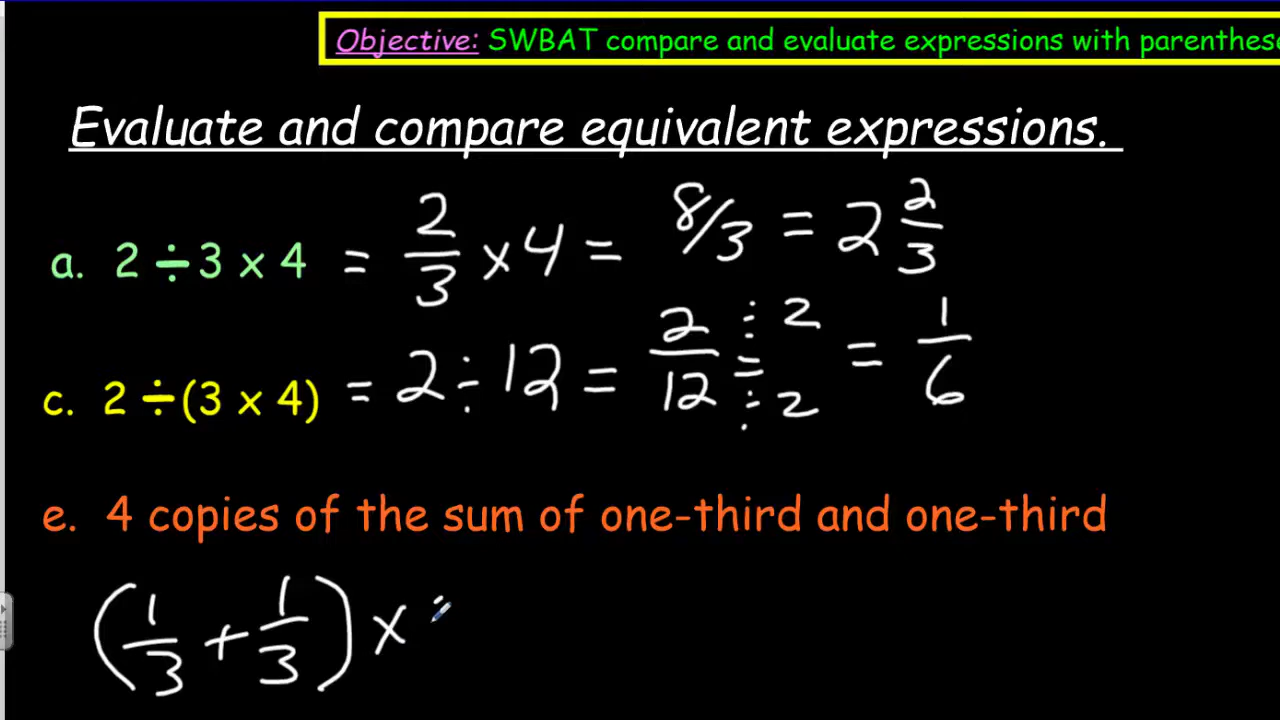 Objective: SWBAT compare and evaluate expressions with parenthes
Evaluate and compare equivalent expressions.
a. 2 ÷ 3 x 4 = 2/3 x 4 = 8/3 = 2 2/3
c. 2 ÷ (3 x 4) = 2 ÷ 12 = 2/12 ÷ 2 = ÷ 2 = 1/6
e. 4 copies of the sum of one-third and one-third
(1/3 + 1/3) x